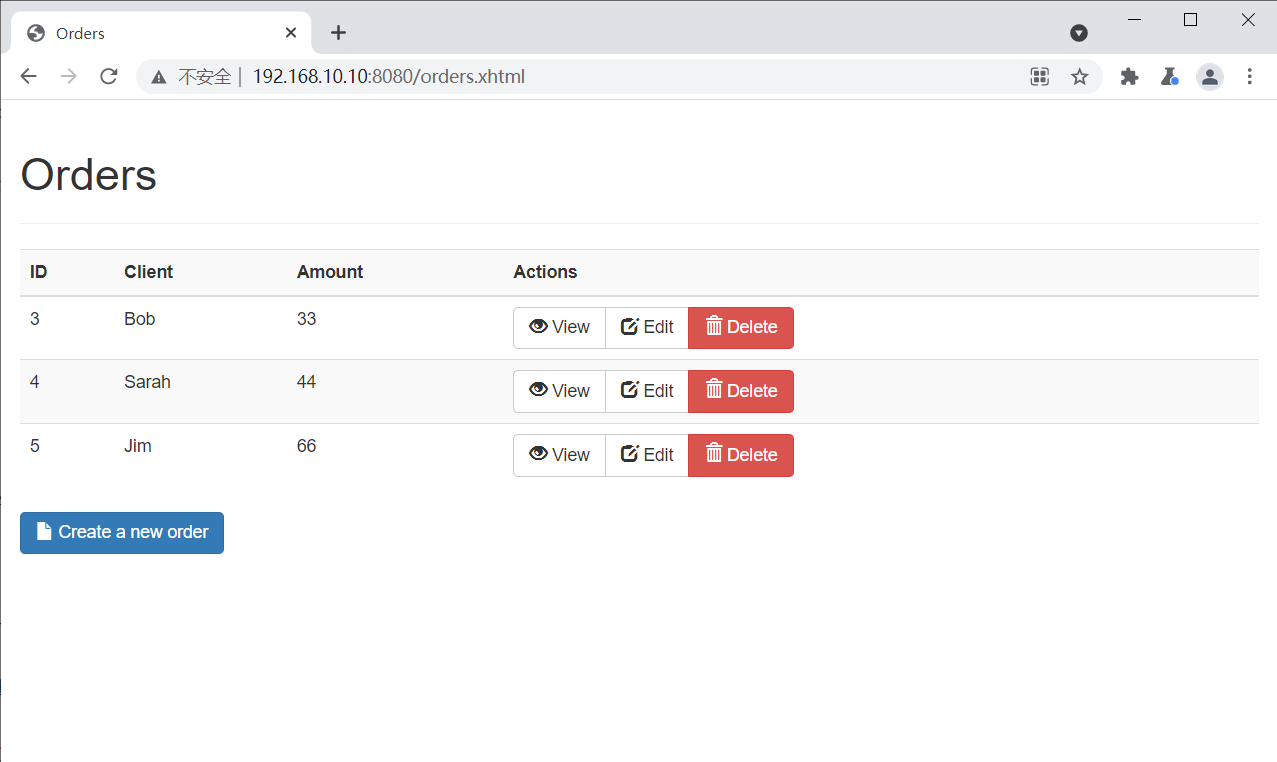 Orders
不安全 | 192.168.10.10:8080/orders.xhtml
Orders
ID Client Amount Actions
3 Bob 33 View Edit Delete
4 Sarah 44 View Edit Delete
5 Jim 66 View Edit Delete
Create a new order